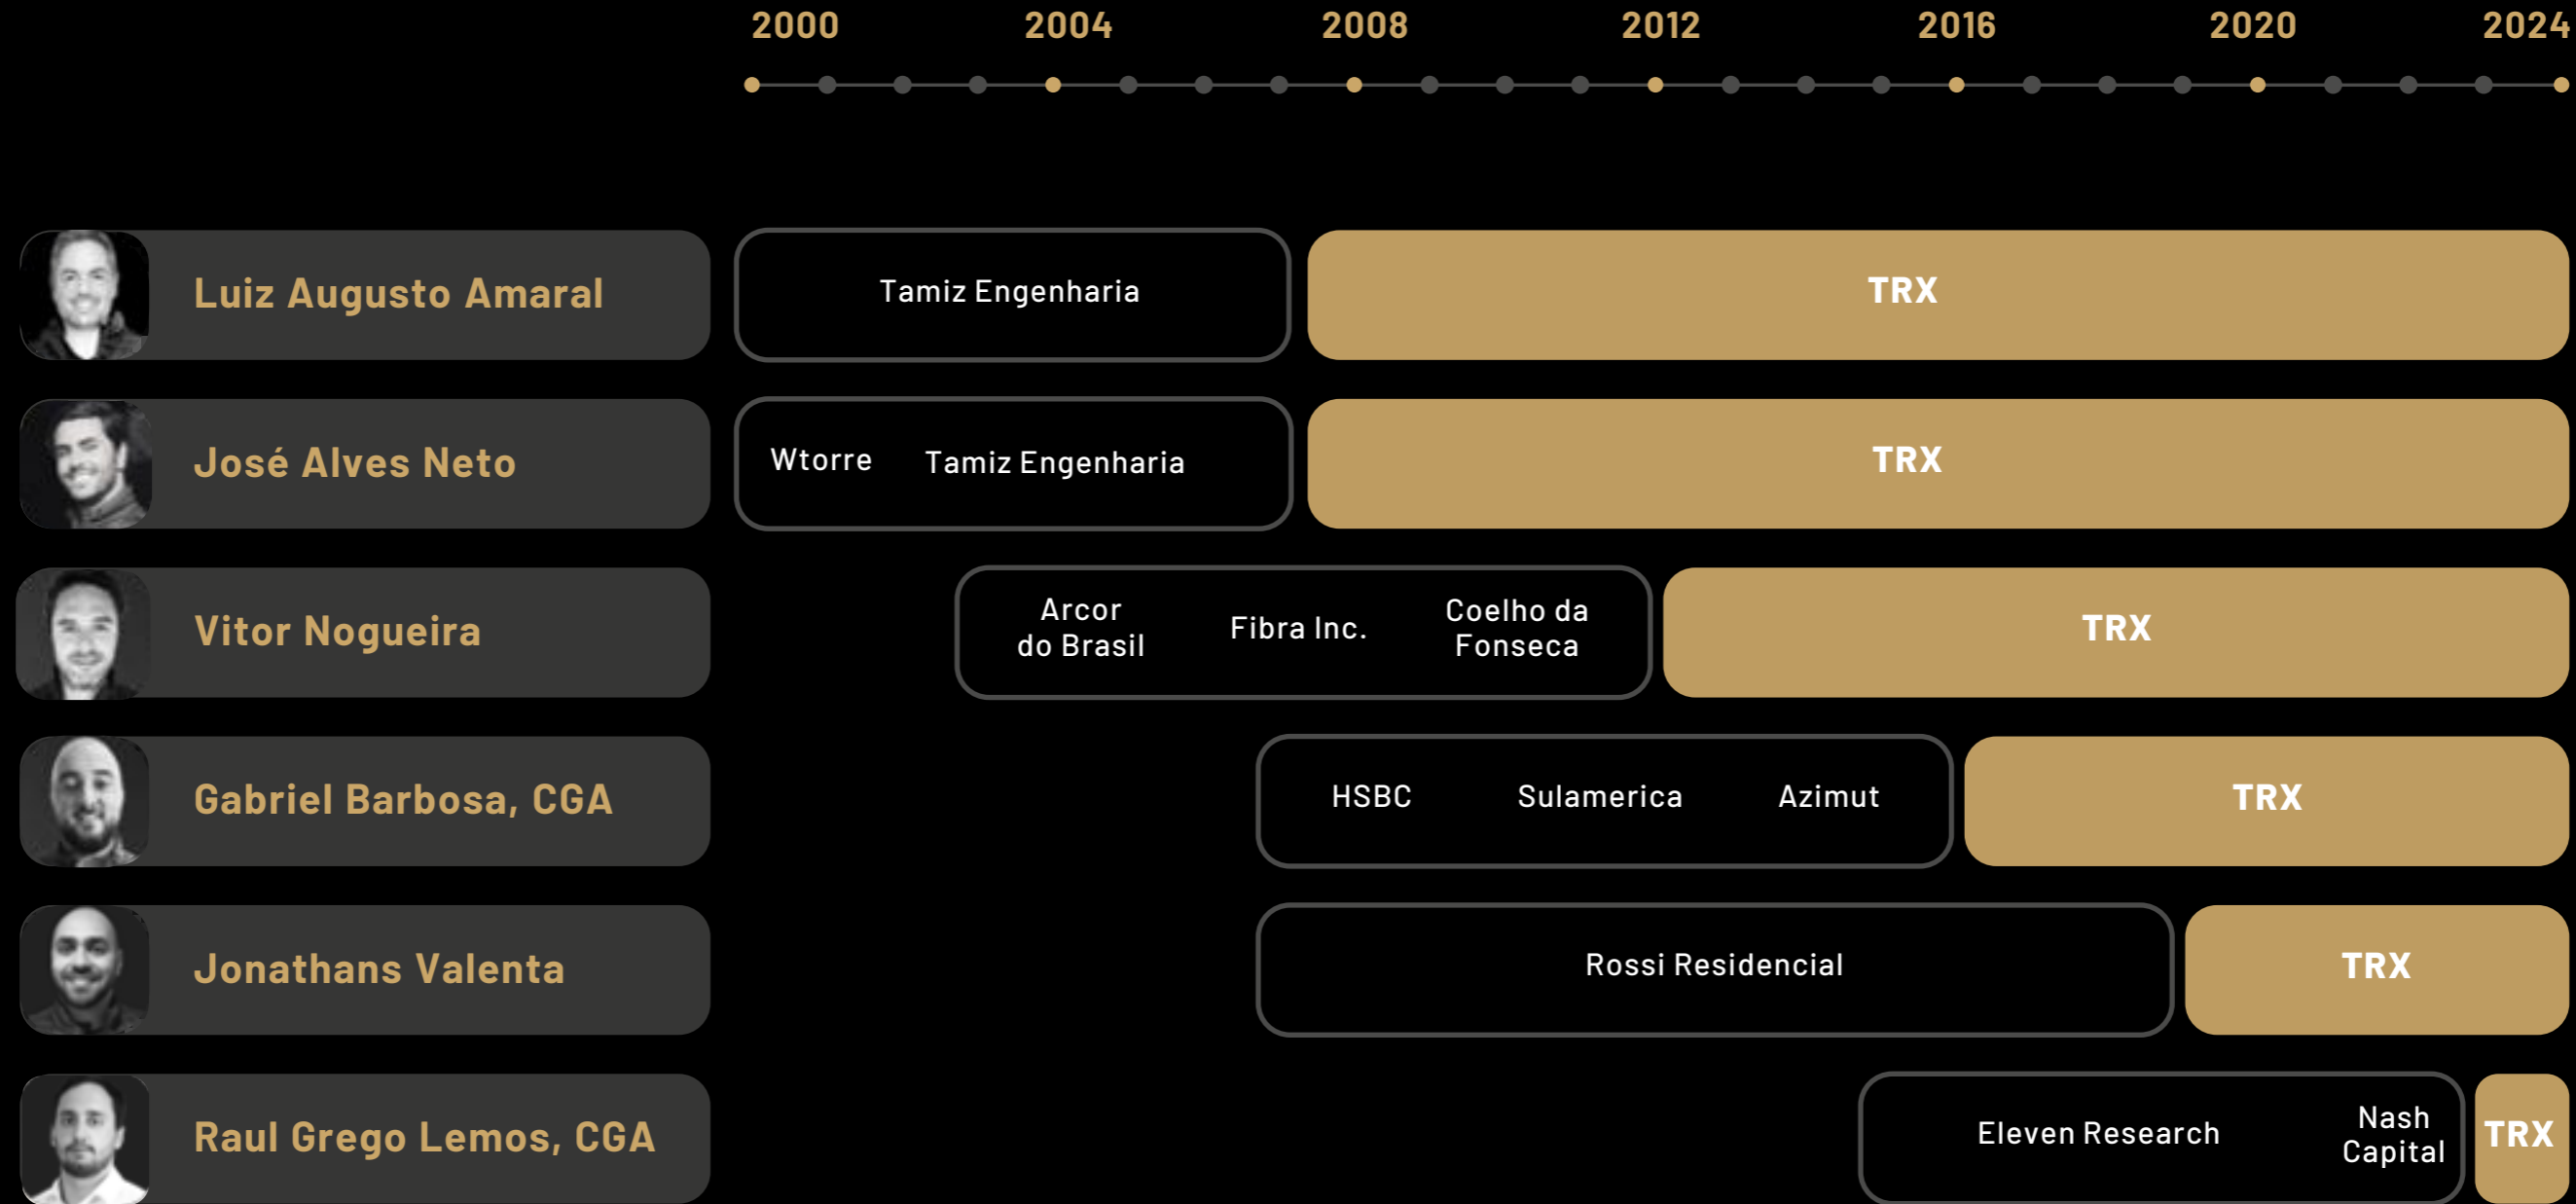 2000 2004 2008 2012 2016 2020 2024
Luiz Augusto Amaral
Tamiz Engenharia
TRX
José Alves Neto
Wtorre
Tamiz Engenharia
TRX
Vitor Nogueira
Arcor
do Brasil
Fibra Inc.
Coelho da
Fonseca
TRX
Gabriel Barbosa, CGA
HSBC
Sulamerica
Azimut
TRX
Jonathans Valenta
Rossi Residencial
TRX
Raul Grego Lemos, CGA
Eleven Research
Nash
Capital
TRX